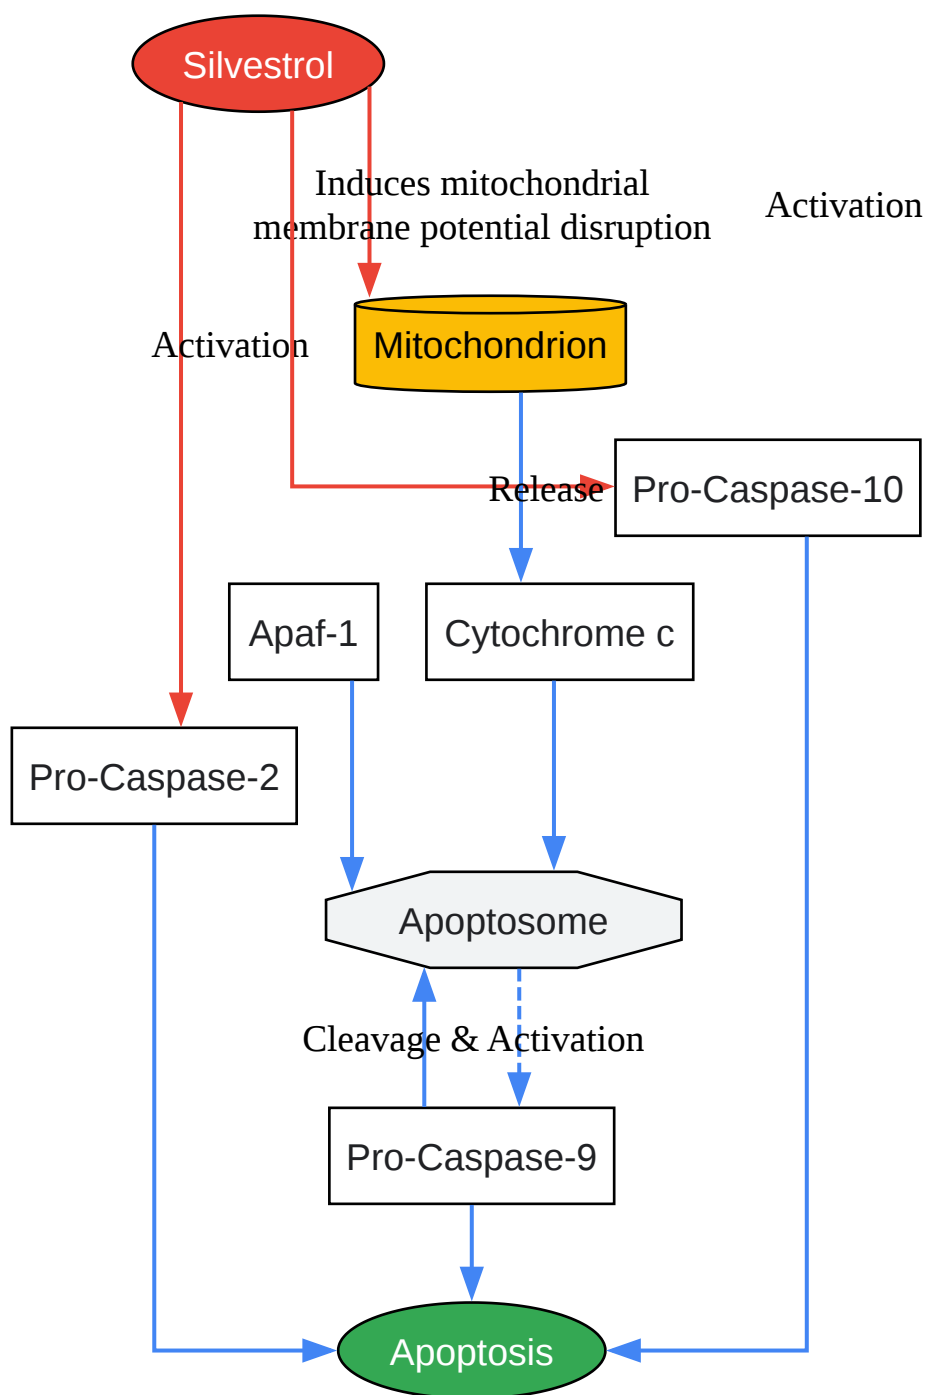 Silvestrol
Induces mitochondrial
membrane potential disruption
Activation
Activation
Mitochondrion
Release
Pro-Caspase-10
Apaf-1
Cytochrome c
Pro-Caspase-2
Apoptosome
Cleavage & Activation
Pro-Caspase-9
Apoptosis